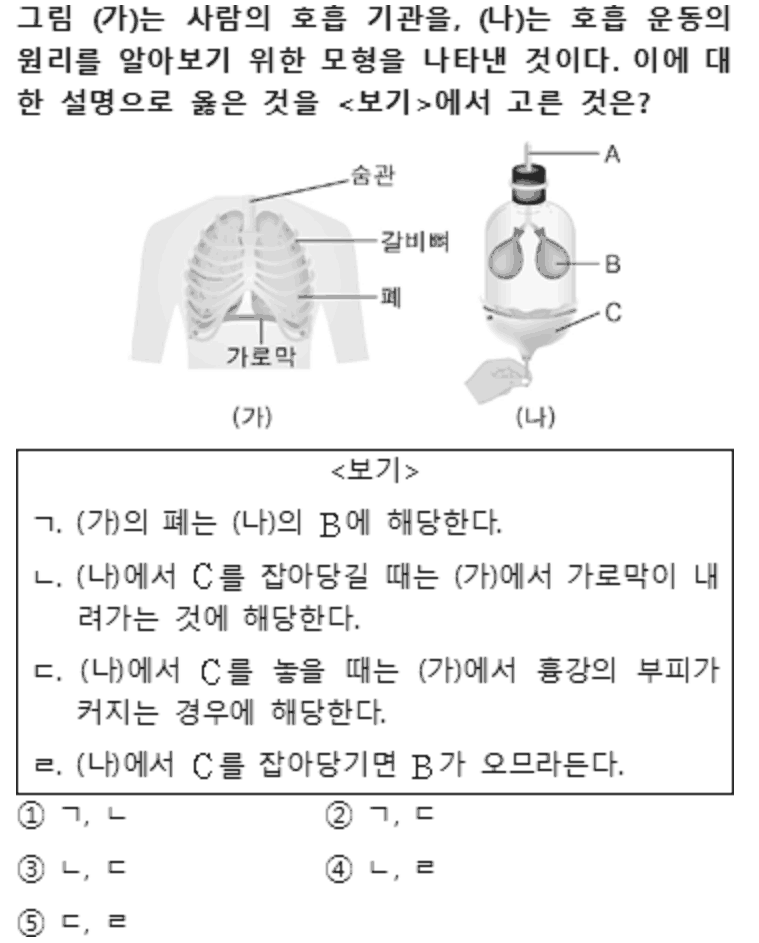 그림 (가)는 사람의 호흡 기관을, (나)는 호흡 운동의
원리를 알아보기 위한 모형을 나타낸 것이다. 이에 대
한 설명으로 옳은 것을 <보기>에서 고른 것은?
숨관
갈비뼈
폐
가로막
(가)
A
B
C
(나)
<보기>
ㄱ. (가)의 폐는 (나)의 B에 해당한다.
ㄴ. (나)에서 C를 잡아당길 때는 (가)에서 가로막이 내
려가는 것에 해당한다.
ㄷ. (나)에서 C를 놓을 때는 (가)에서 흉강의 부피가
커지는 경우에 해당한다.
ㄹ. (나)에서 C를 잡아당기면 B가 오므라든다.
① ㄱ, ㄴ ② ㄱ, ㄷ
③ ㄴ, ㄷ ④ ㄴ, ㄹ
⑤ ㄷ, ㄹ